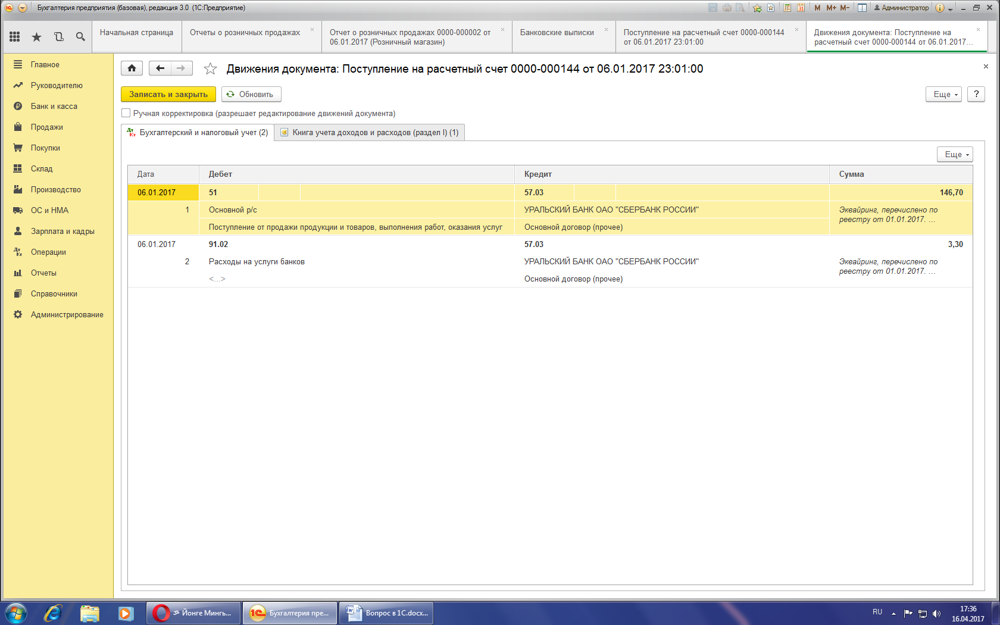 Бухгалтерия предприятия (базовая), редакция 3.0 (1С:Предприятие)
M M+ M- Администратор
Начальная страница
Отчеты о розничных продажах
Отчет о розничных продажах 0000-000002 от
06.01.2017 (Розничный магазин)
Банковские выписки
Поступление на расчетный счет 0000-000144
от 06.01.2017 23:01:00
Движения документа: Поступление на
расчетный счет 0000-000144 от 06.01.2017...
Главное
Руководителю
Банк и касса
Продажи
Покупки
Склад
Производство
ОС и НМА
Зарплата и кадры
Операции
Отчеты
Справочники
Администрирование
Движения документа: Поступление на расчетный счет 0000-000144 от 06.01.2017 23:01:00
Записать и закрыть
Обновить
Еще
?
Ручная корректировка (разрешает редактирование движений документа)
Бухгалтерский и налоговый учет (2)
Книга учета доходов и расходов (раздел I) (1)
Еще
Дата Дебет Кредит Сумма
06.01.2017 51 57.03 146,70
1 Основной р/с УРАЛЬСКИЙ БАНК ОАО "СБЕРБАНК РОССИИ" Эквайринг, перечислено по
реестру от 01.01.2017. ...
Поступление от продажи продукции и товаров, выполнения работ, оказания услуг Основной договор (прочее)
06.01.2017 91.02 57.03 3,30
2 Расходы на услуги банков УРАЛЬСКИЙ БАНК ОАО "СБЕРБАНК РОССИИ" Эквайринг, перечислено по
реестру от 01.01.2017. ...
<...> Основной договор (прочее)
Йонге Мингь...
Бухгалтерия пре...
Вопрос в 1С.docx...
RU
17:36
16.04.2017